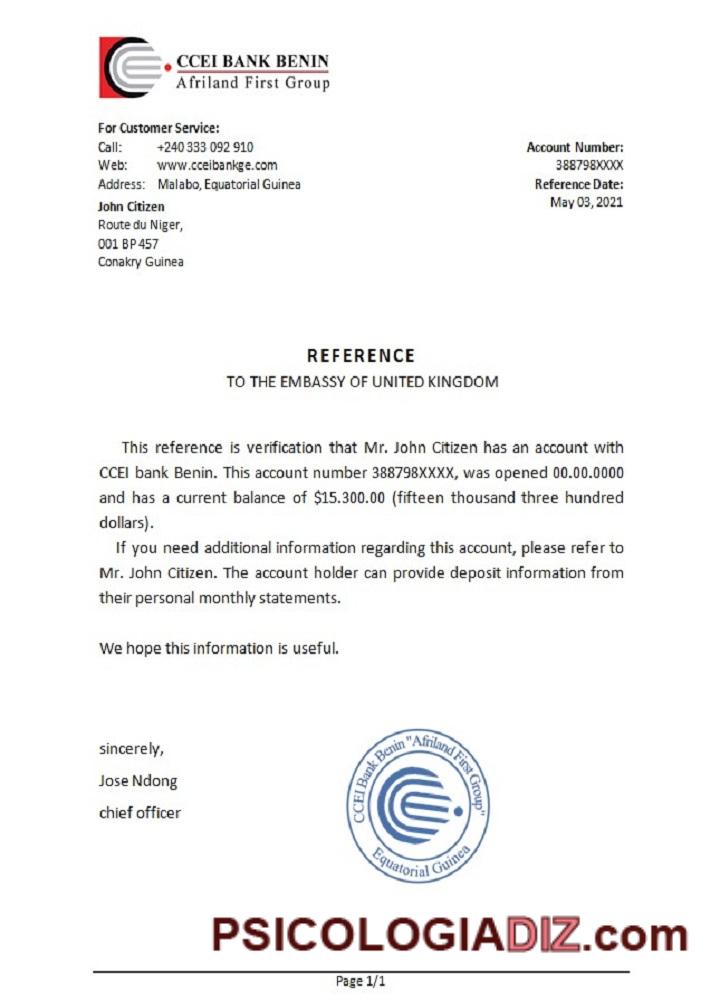 CCEI BANK BENIN
Afriland First Group
For Customer Service:
Call: +240 333 092 910
Web: www.cceibankge.com
Address: Malabo, Equatorial Guinea
Account Number:
388798XXXX
Reference Date:
May 03, 2021
John Citizen
Route du Niger,
001 BP 457
Conakry Guinea
REFERENCE
TO THE EMBASSY OF UNITED KINGDOM
This reference is verification that Mr. John Citizen has an account with
CCEI bank Benin. This account number 388798XXXX, was opened 00.00.0000
and has a current balance of $15.300.00 (fifteen thousand three hundred
dollars).
If you need additional information regarding this account, please refer to
Mr. John Citizen. The account holder can provide deposit information from
their personal monthly statements.
We hope this information is useful.
sincerely,
Jose Ndong
chief officer
CCEI Bank Benin "Afriland First Group"
Equatorial Guinea
PSICOLOGIADIZ.com
Page 1/1